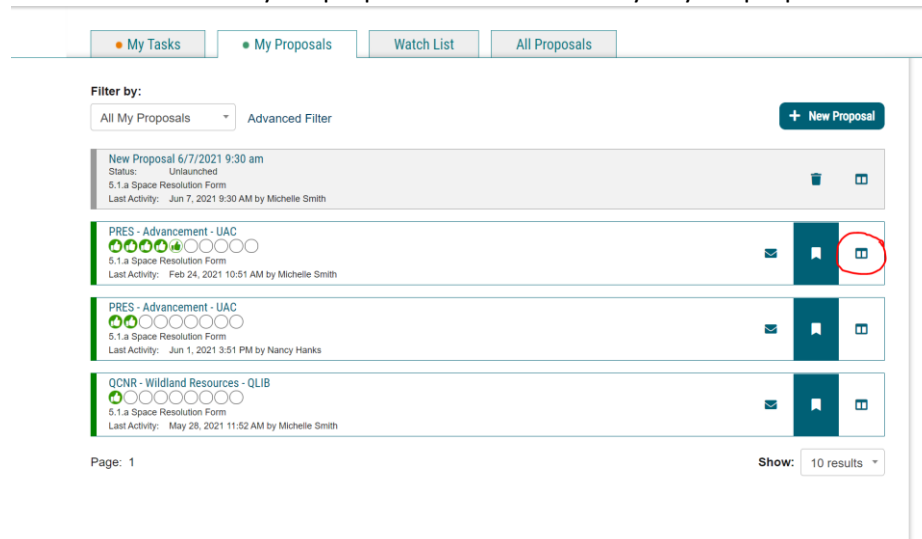 My Tasks
My Proposals
Watch List
All Proposals
Filter by:
All My Proposals
Advanced Filter
+ New Proposal
New Proposal 6/7/2021 9:30 am
Status: Unlaunched
5.1.a Space Resolution Form
Last Activity: Jun 7, 2021 9:30 AM by Michelle Smith
PRES - Advancement - UAC
5.1.a Space Resolution Form
Last Activity: Feb 24, 2021 10:51 AM by Michelle Smith
PRES - Advancement - UAC
5.1.a Space Resolution Form
Last Activity: Jun 1, 2021 3:51 PM by Nancy Hanks
QCNR - Wildland Resources - QLIB
5.1.a Space Resolution Form
Last Activity: May 28, 2021 11:52 AM by Michelle Smith
Page: 1
Show: 10 results